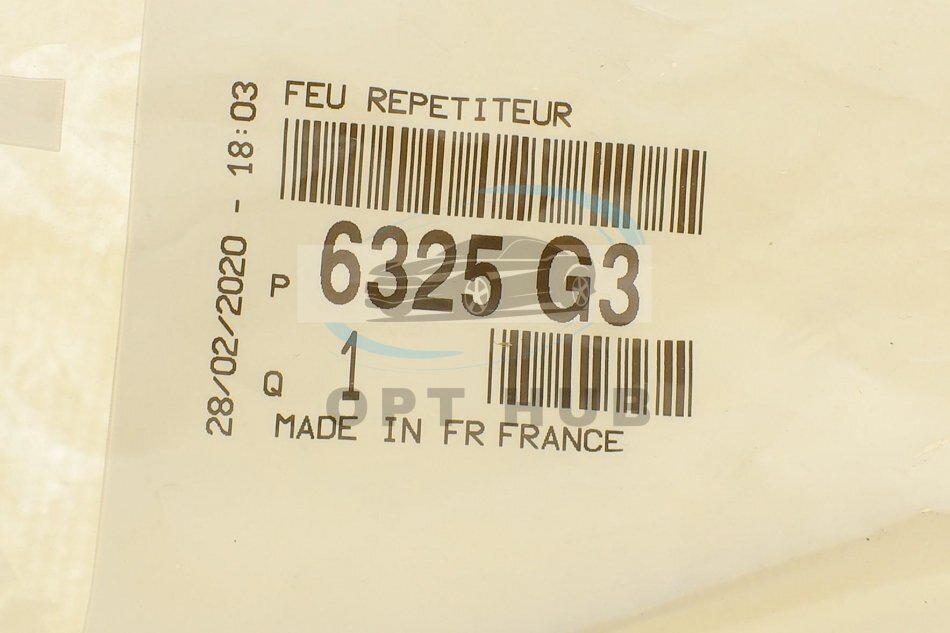 FEU REPETITEUR
28/02/2020 - 18:03
P 6325 G3
Q 1
OPT HUB
MADE IN FR FRANCE